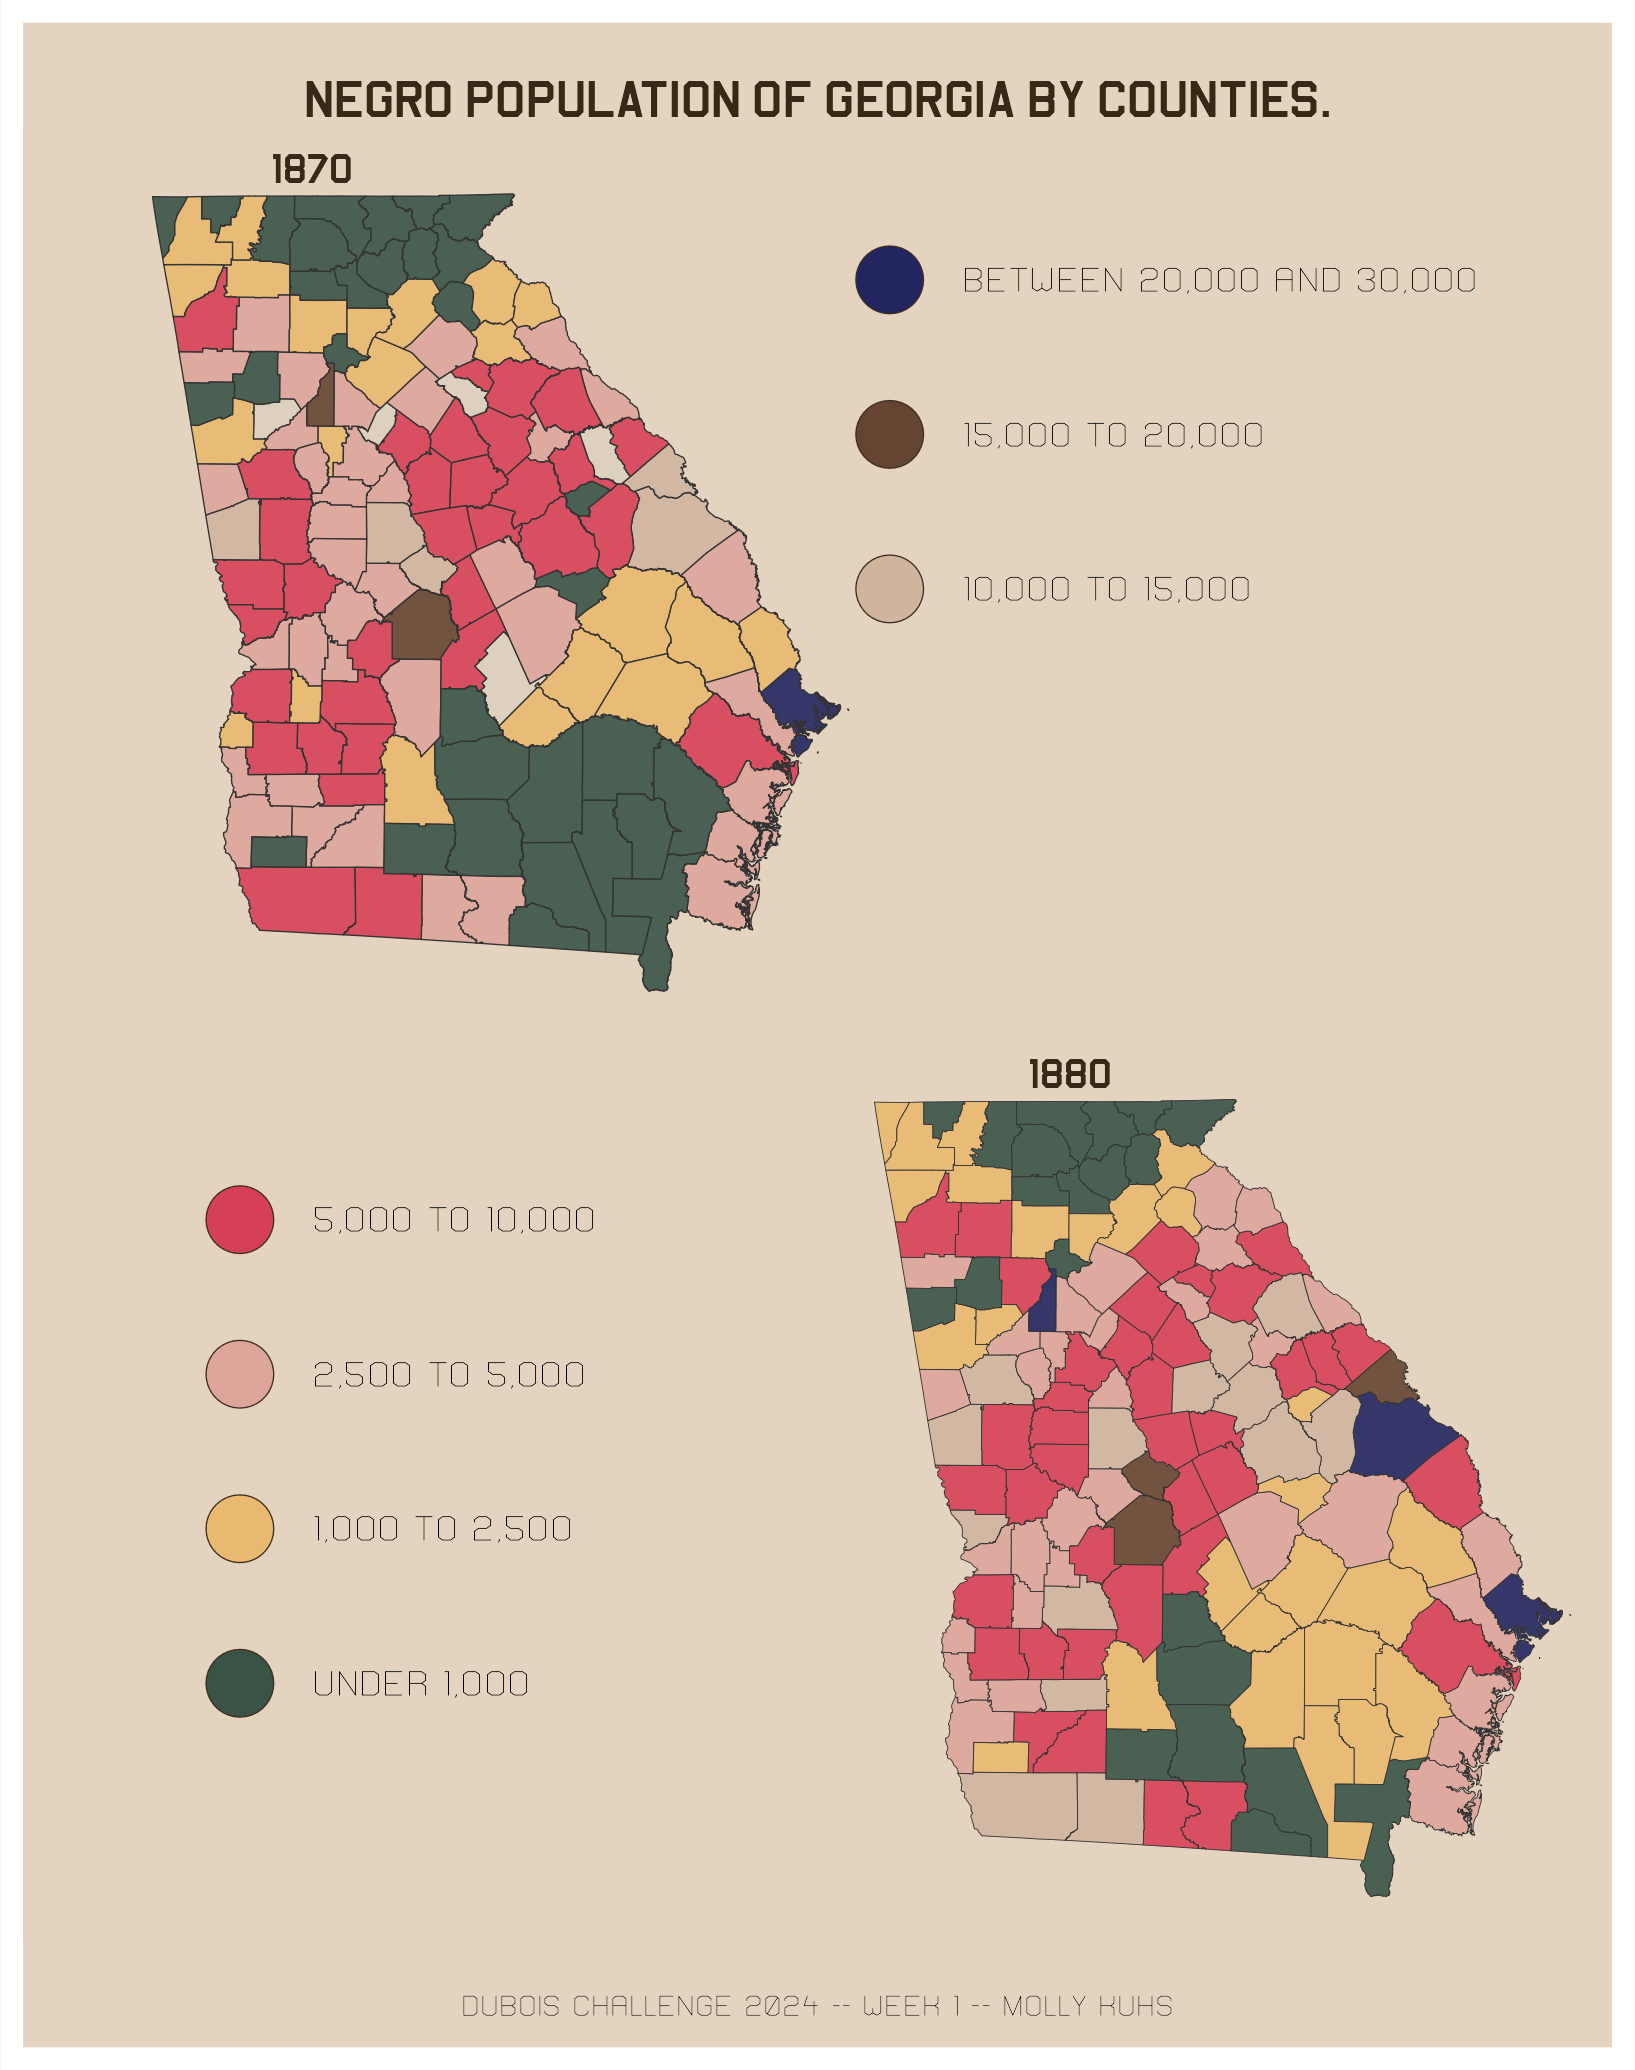 NEGRO POPULATION OF GEORGIA BY COUNTIES.
1870
BETWEEN 20,000 AND 30,000
15,000 TO 20,000
10,000 TO 15,000
1880
5,000 TO 10,000
2,500 TO 5,000
1,000 TO 2,500
UNDER 1,000
DUBOIS CHALLENGE 2024 -- WEEK 1 -- MOLLY KUHS